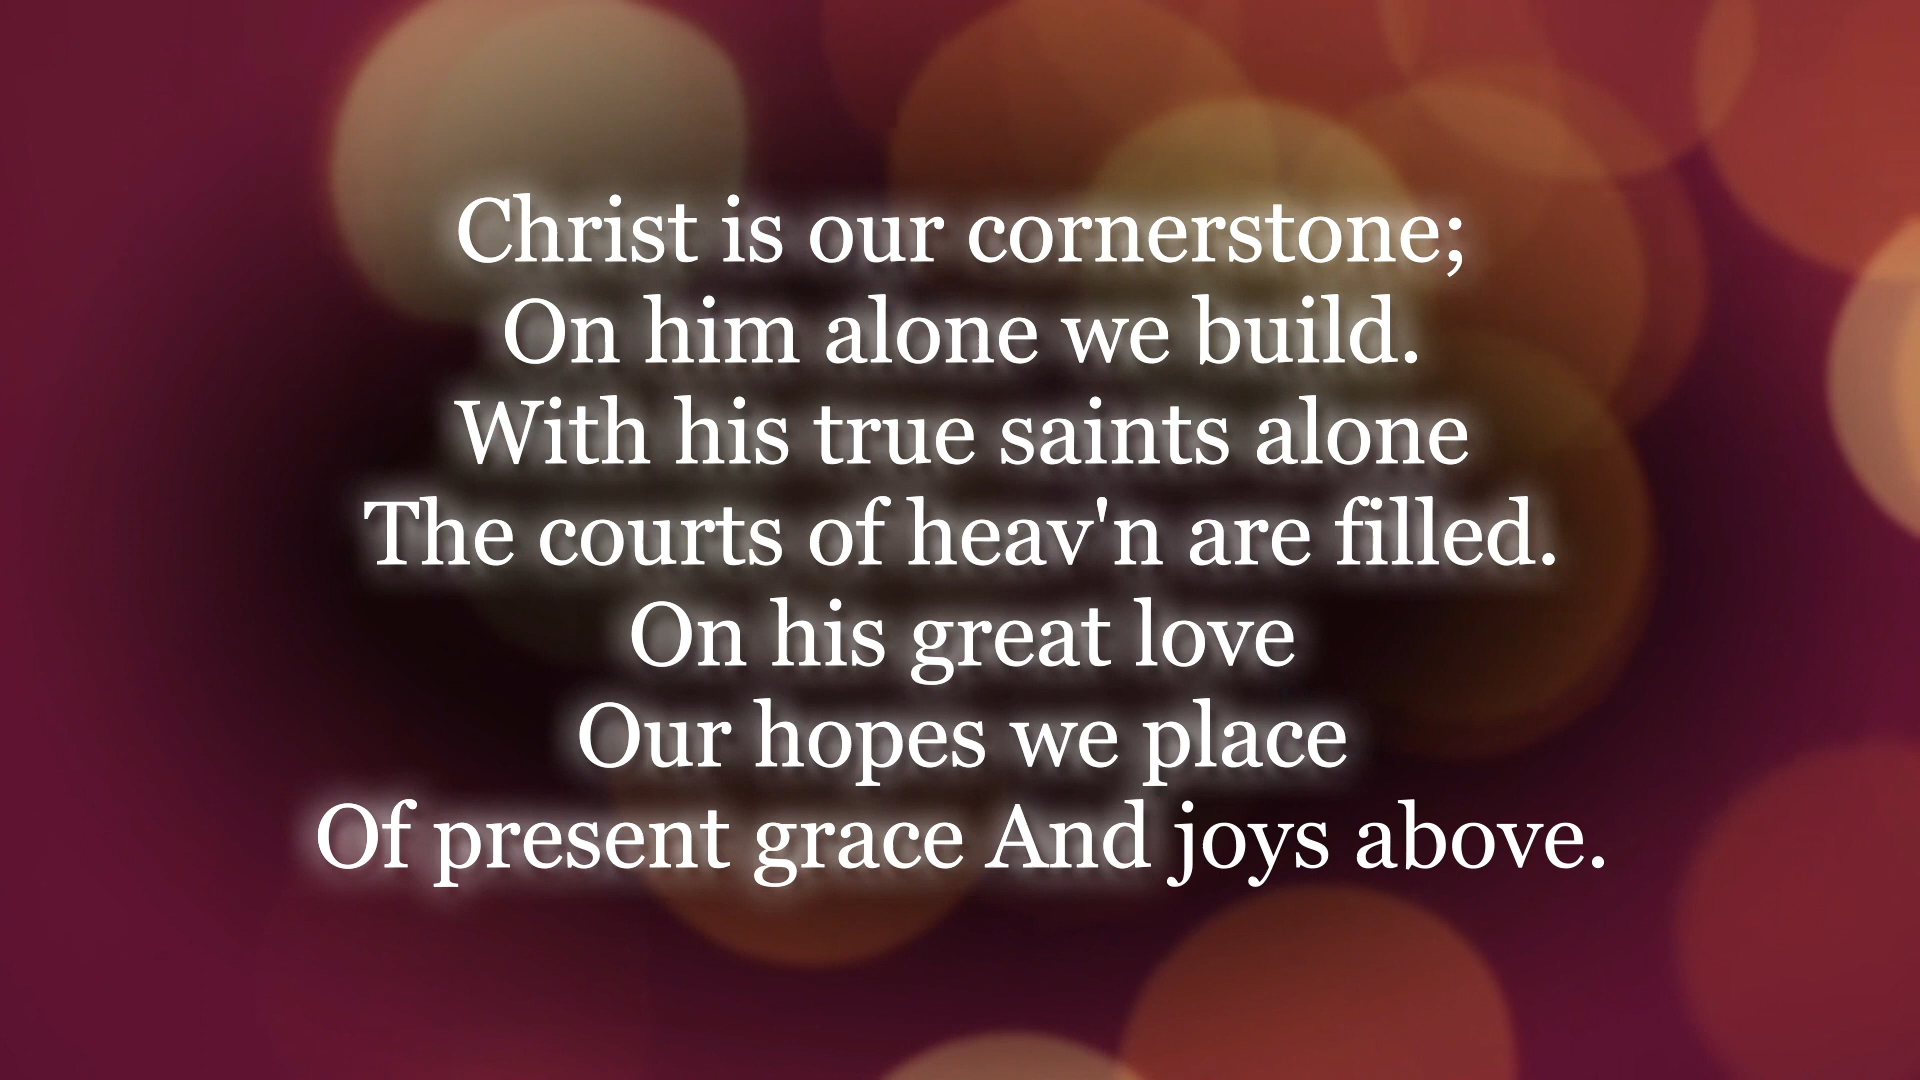 Christ is our cornerstone;
On him alone we build.
With his true saints alone
The courts of heav'n are filled.
On his great love
Our hopes we place
Of present grace And joys above.